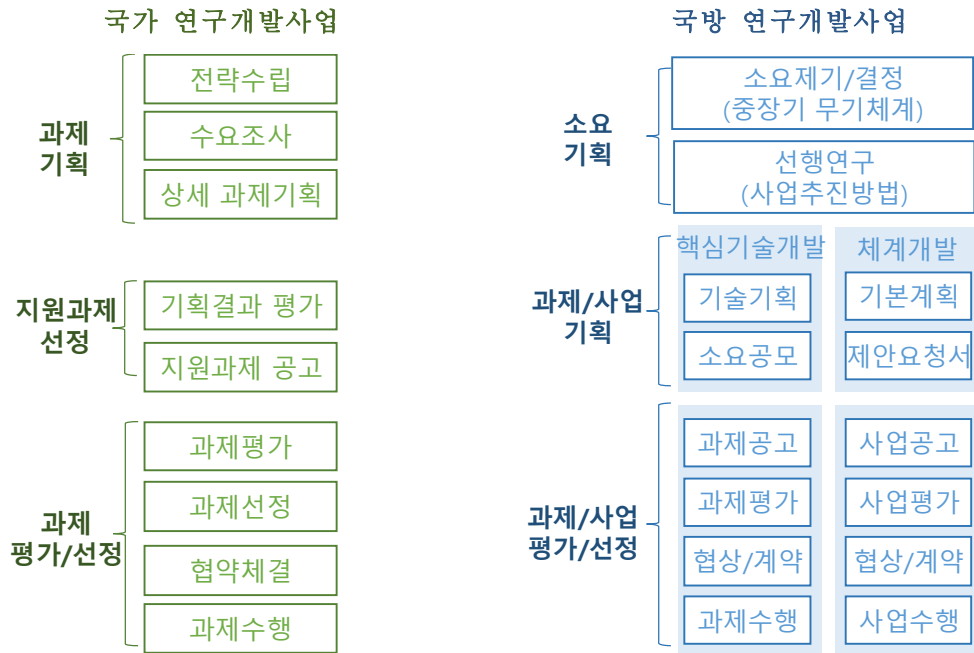 국가 연구개발사업
과제
기획
전략수립
수요조사
상세 과제기획
지원과제
선정
기획결과 평가
지원과제 공고
과제
평가/선정
과제평가
과제선정
협약체결
과제수행
국방 연구개발사업
소요
기획
소요제기/결정
(중장기 무기체계)
선행연구
(사업추진방법)
과제/사업
기획
핵심기술개발
기술기획
소요공모
체계개발
기본계획
제안요청서
과제/사업
평가/선정
과제공고
과제평가
협상/계약
과제수행
사업공고
사업평가
협상/계약
사업수행